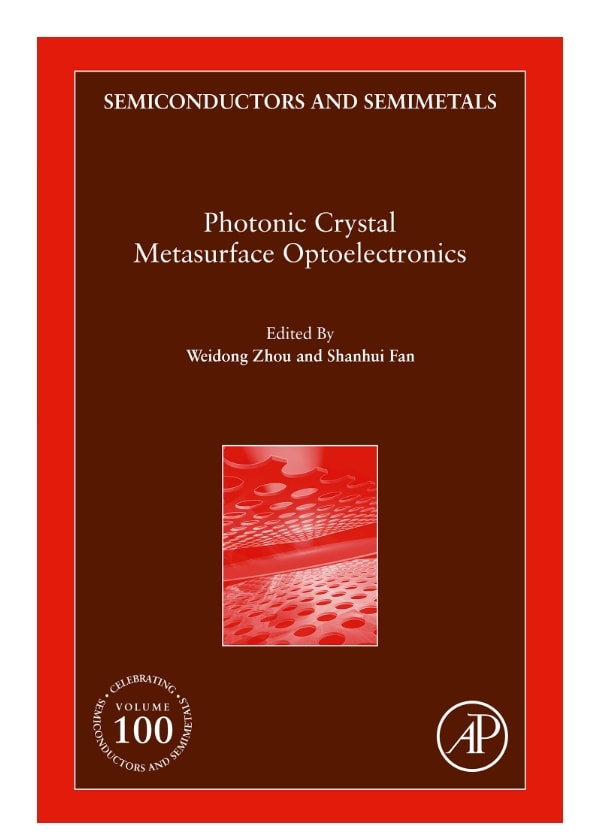 SEMICONDUCTORS AND SEMIMETALS
Photonic Crystal
Metasurface Optoelectronics
Edited By
Weidong Zhou and Shanhui Fan
• CELEBRATING •
VOLUME
100
SEMICONDUCTORS AND SEMIMETALS
AP